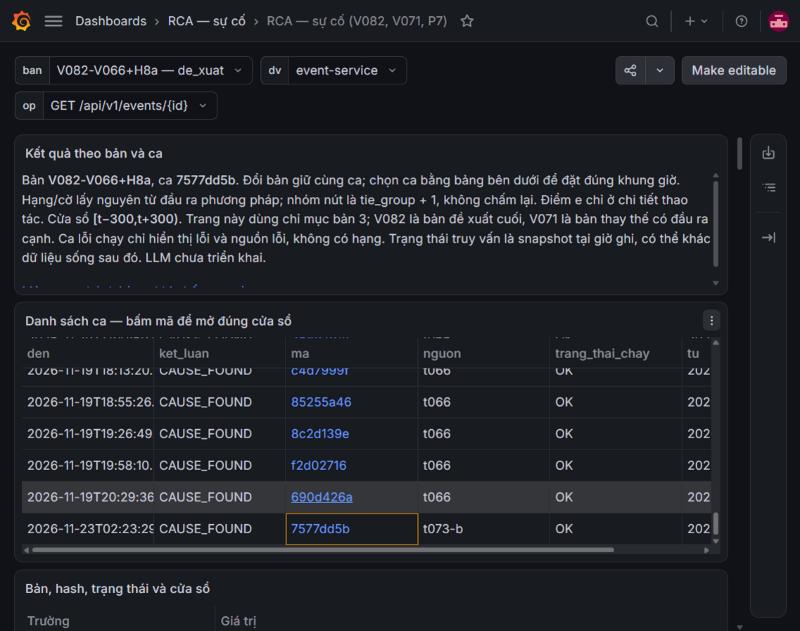 Dashboards › RCA — sự cố › RCA — sự cố (V082, V071, P7)
ban V082-V066+H8a — de_xuat dv event-service Make editable
op GET /api/v1/events/{id}
Kết quả theo bản và ca
Bản V082-V066+H8a, ca 7577dd5b. Đổi bản giữ cùng ca; chọn ca bằng bảng bên dưới để đặt đúng khung giờ.
Hạng/cờ lấy nguyên từ đầu ra phương pháp; nhóm nút là tie_group + 1, không chấm lại. Điểm e chỉ ở chi tiết thao
tác. Cửa sổ [t−300,t+300). Trang này dùng chỉ mục bản 3; V082 là bản đề xuất cuối, V071 là bản thay thế có đầu ra
cạnh. Ca lỗi chạy chỉ hiển thị lỗi và nguồn lỗi, không có hạng. Trạng thái truy vấn là snapshot tại giờ ghi, có thể khác
dữ liệu sống sau đó. LLM chưa triển khai.
Danh sách ca — bấm mã để mở đúng cửa sổ
den ket_luan ma nguon trang_thai_chay tu
2026-11-19T18:13:20. CAUSE_FOUND c4d7999f t066 OK 202
2026-11-19T18:55:26. CAUSE_FOUND 85255a46 t066 OK 202
2026-11-19T19:26:49. CAUSE_FOUND 8c2d139e t066 OK 202
2026-11-19T19:58:10. CAUSE_FOUND f2d02716 t066 OK 202
2026-11-19T20:29:36 CAUSE_FOUND 690d426a t066 OK 202
2026-11-23T02:23:29 CAUSE_FOUND 7577dd5b t073-b OK 202
Bản, hash, trạng thái và cửa sổ
Trường Giá trị